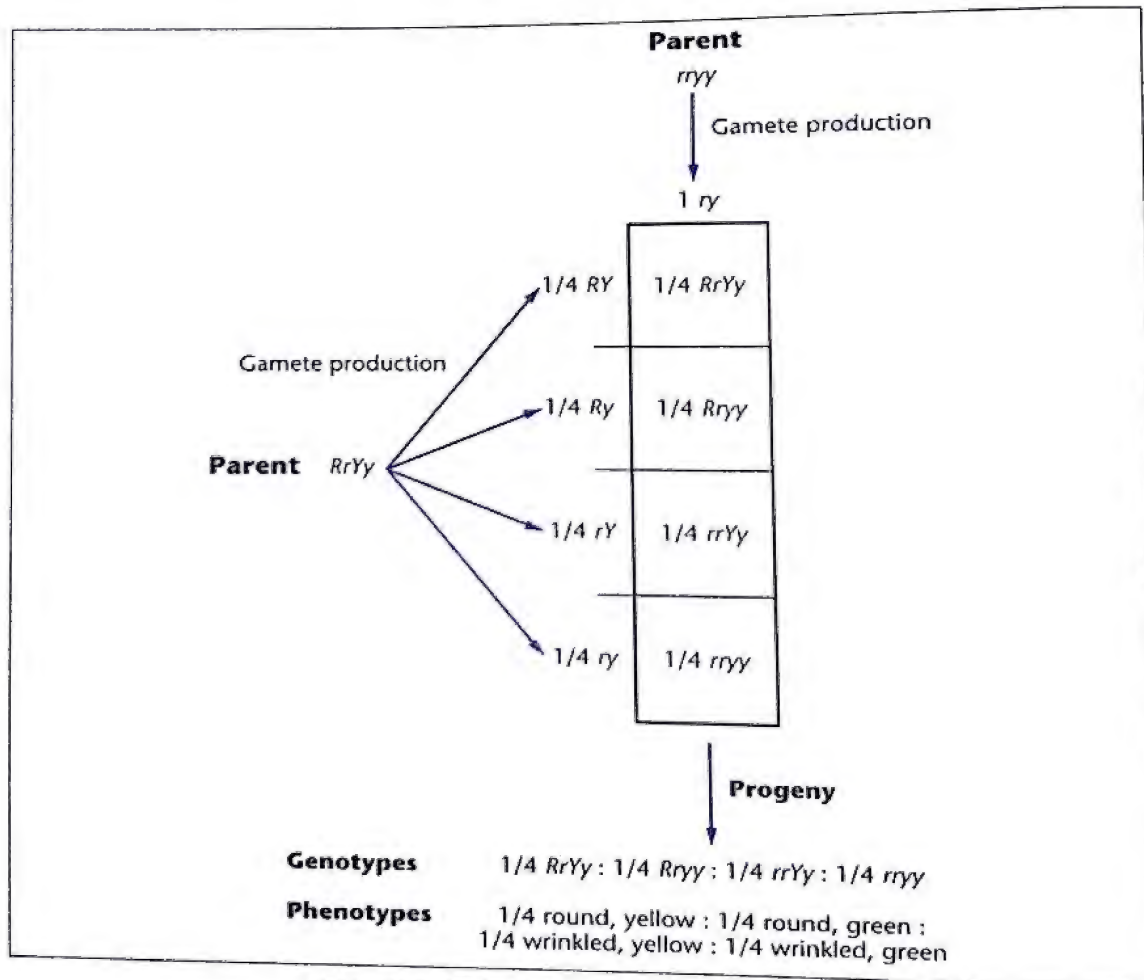 Parent
rryy
Gamete production
1 ry
1/4 RY 1/4 RrYy
Gamete production
1/4 Ry 1/4 Rryy
Parent RrYy
1/4 rY 1/4 rrYy
1/4 ry 1/4 rryy
Progeny
Genotypes 1/4 RrYy : 1/4 Rryy : 1/4 rrYy : 1/4 rryy
Phenotypes 1/4 round, yellow : 1/4 round, green :
1/4 wrinkled, yellow : 1/4 wrinkled, green